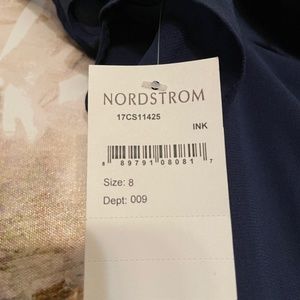 NORDSTROM
17CS11425
INK
8 89791 08081 7
Size: 8
Dept: 009